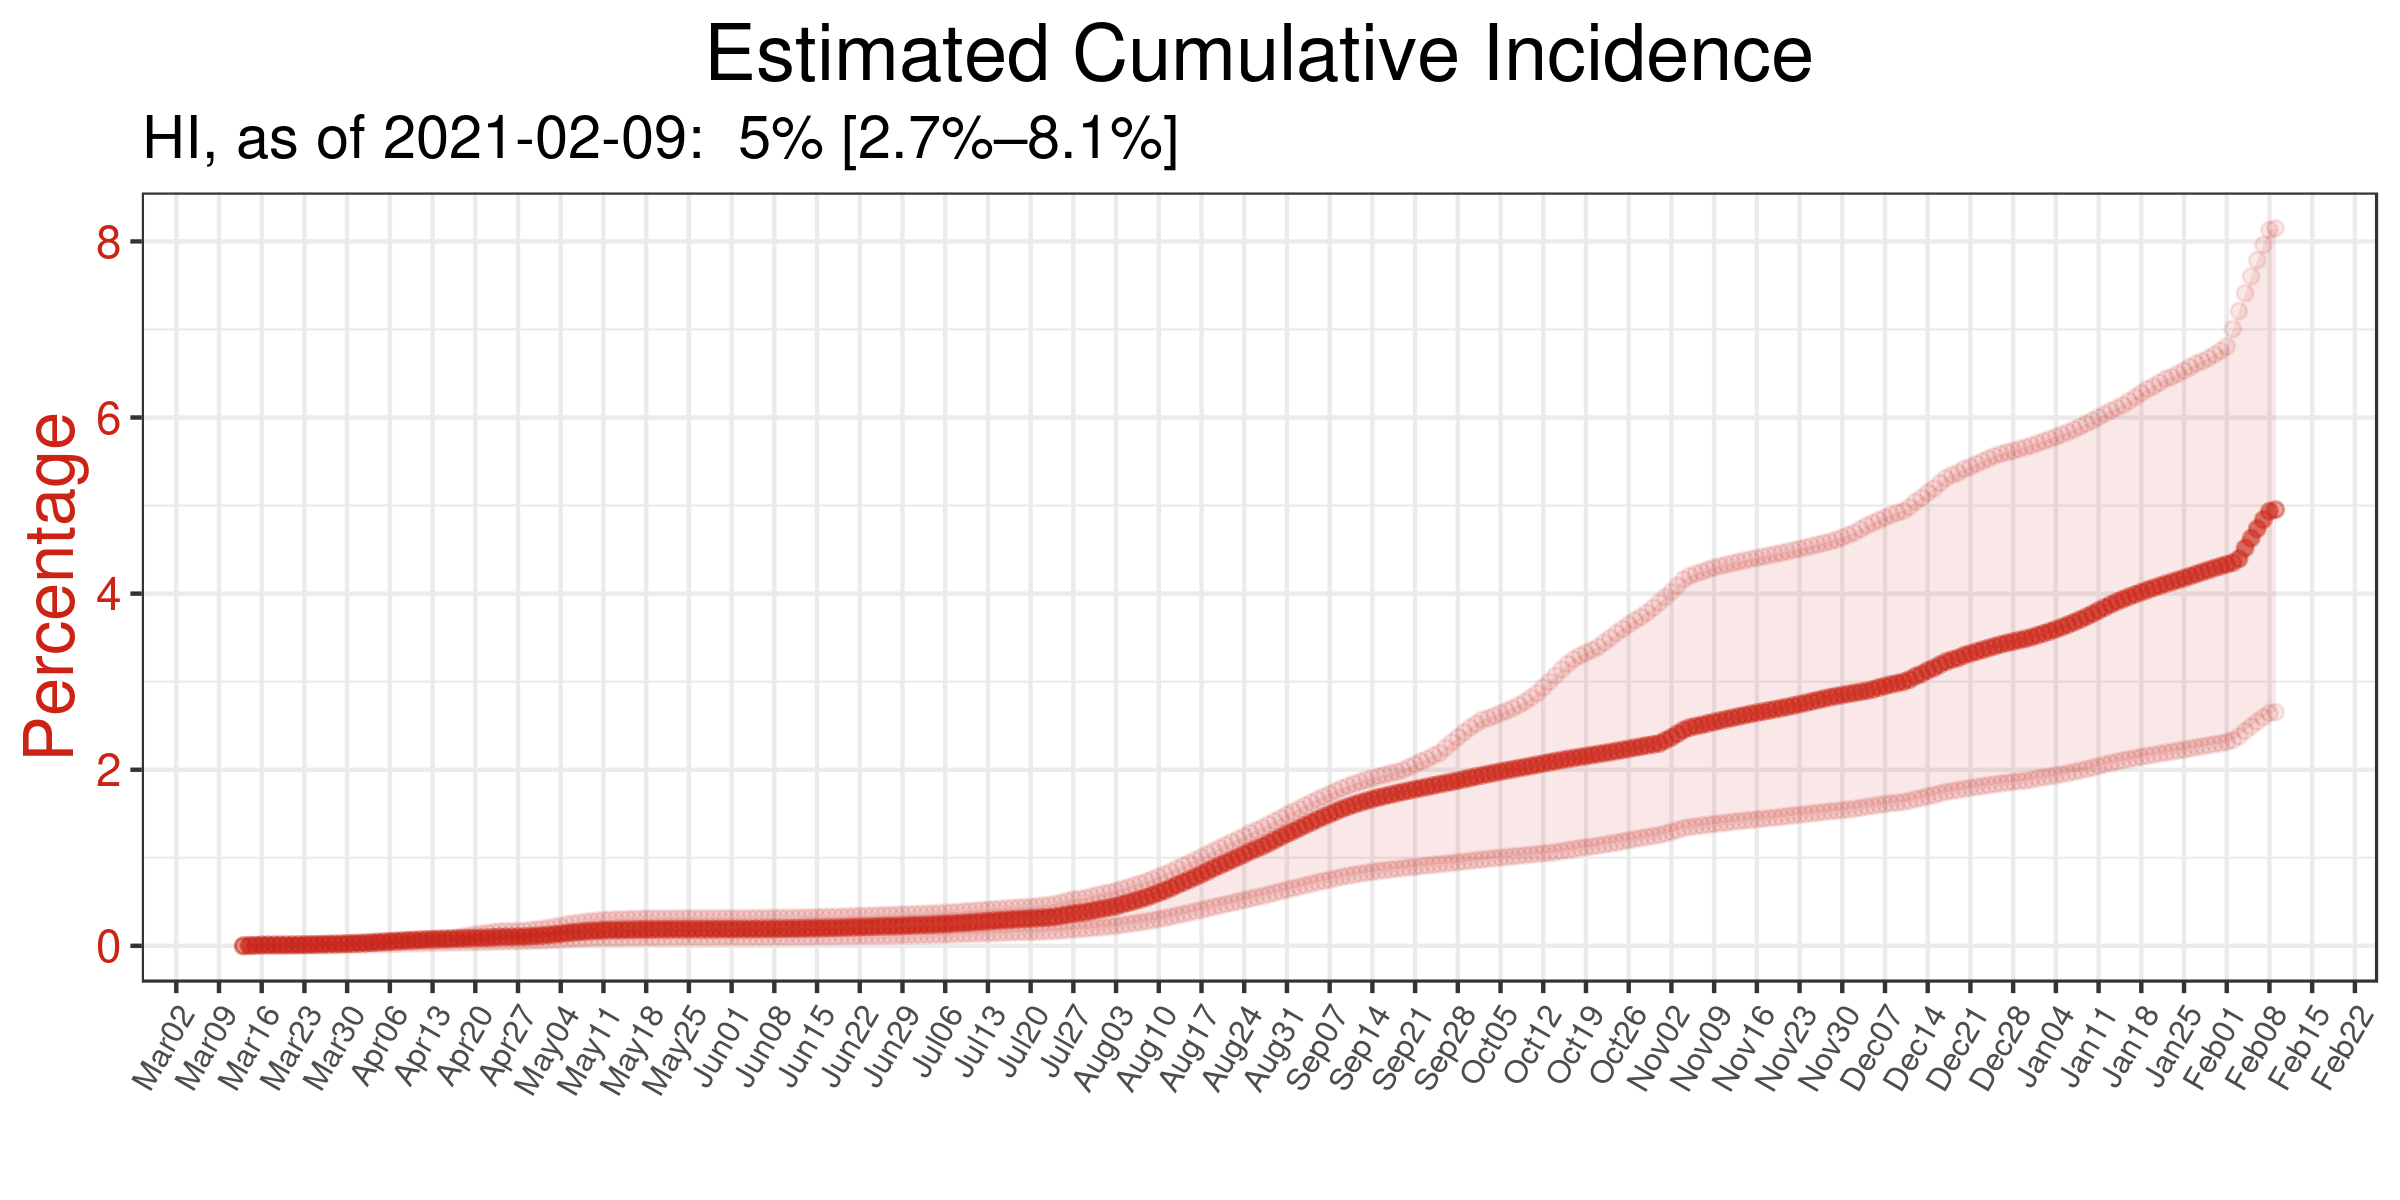 Estimated Cumulative Incidence
HI, as of 2021-02-09:  5% [2.7%–8.1%]
Percentage
8
6
4
2
0
Mar02
Mar09
Mar16
Mar23
Mar30
Apr06
Apr13
Apr20
Apr27
May04
May11
May18
May25
Jun01
Jun08
Jun15
Jun22
Jun29
Jul06
Jul13
Jul20
Jul27
Aug03
Aug10
Aug17
Aug24
Aug31
Sep07
Sep14
Sep21
Sep28
Oct05
Oct12
Oct19
Oct26
Nov02
Nov09
Nov16
Nov23
Nov30
Dec07
Dec14
Dec21
Dec28
Jan04
Jan11
Jan18
Jan25
Feb01
Feb08
Feb15
Feb22